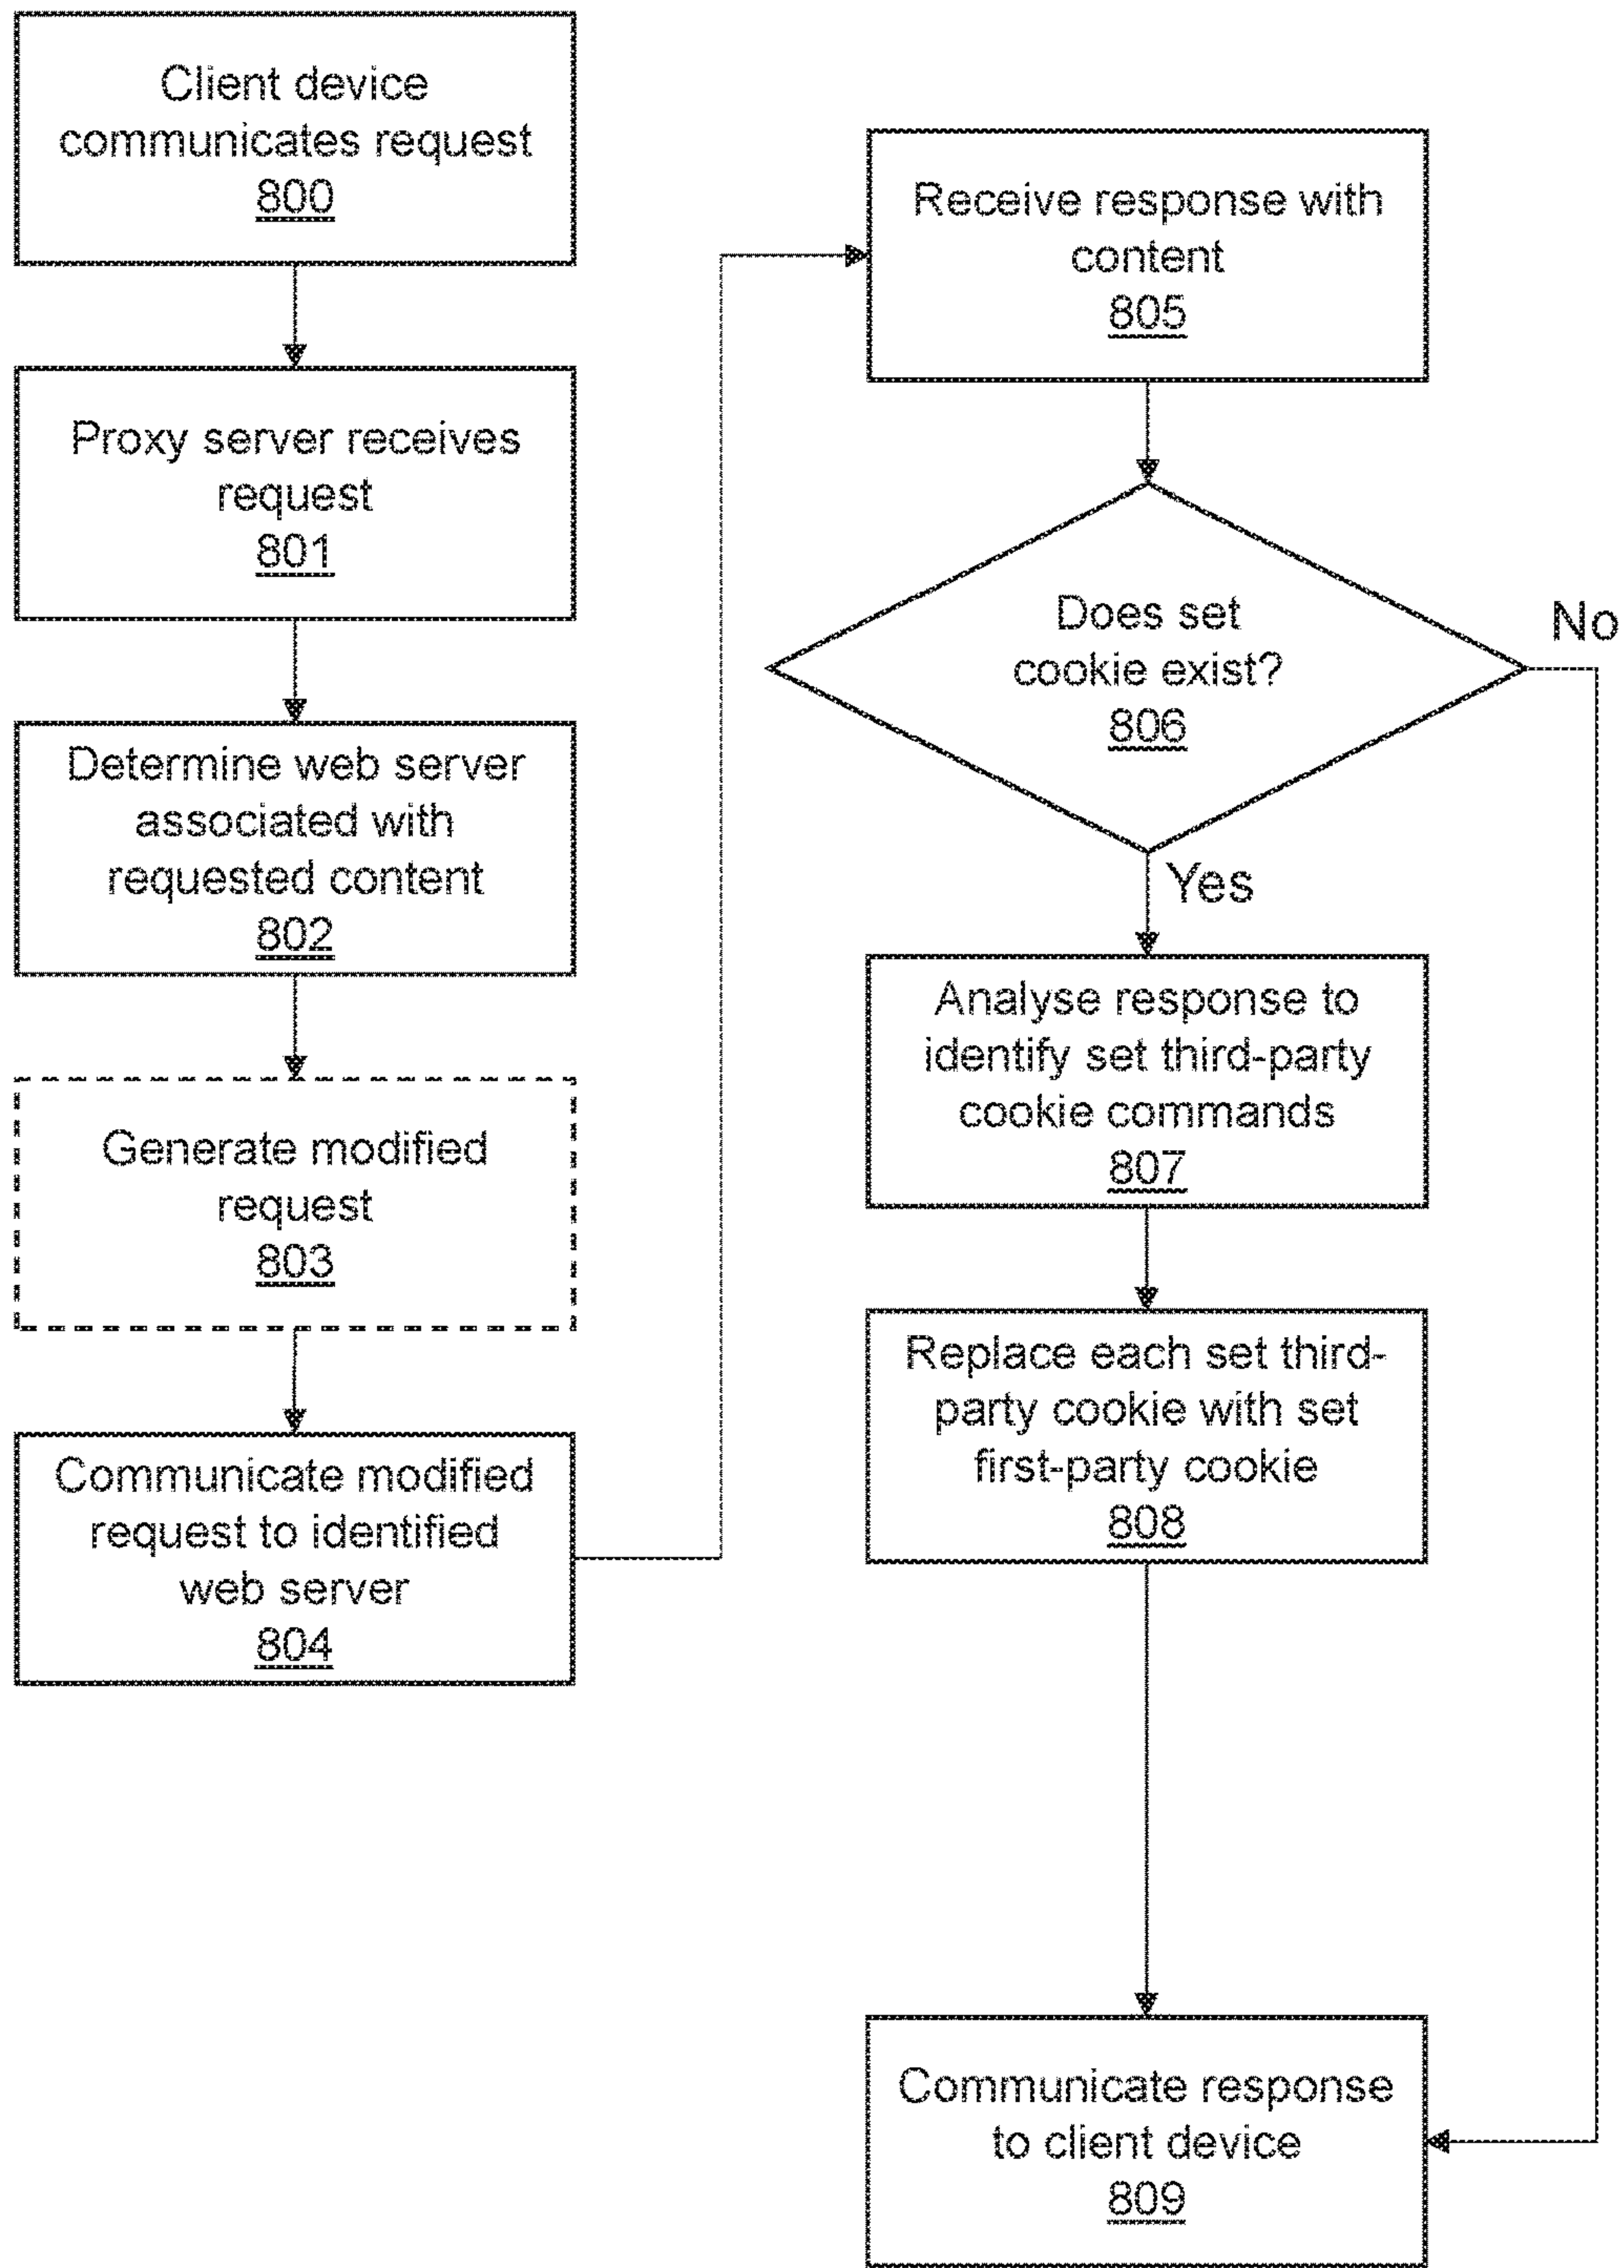 Client device
communicates request
800
Proxy server receives
request
801
Determine web server
associated with
requested content
802
Generate modified
request
803
Communicate modified
request to identified
web server
804
Receive response with
content
805
Does set
cookie exist?
806
No
Yes
Analyse response to
identify set third-party
cookie commands
807
Replace each set third-
party cookie with set
first-party cookie
808
Communicate response
to client device
809